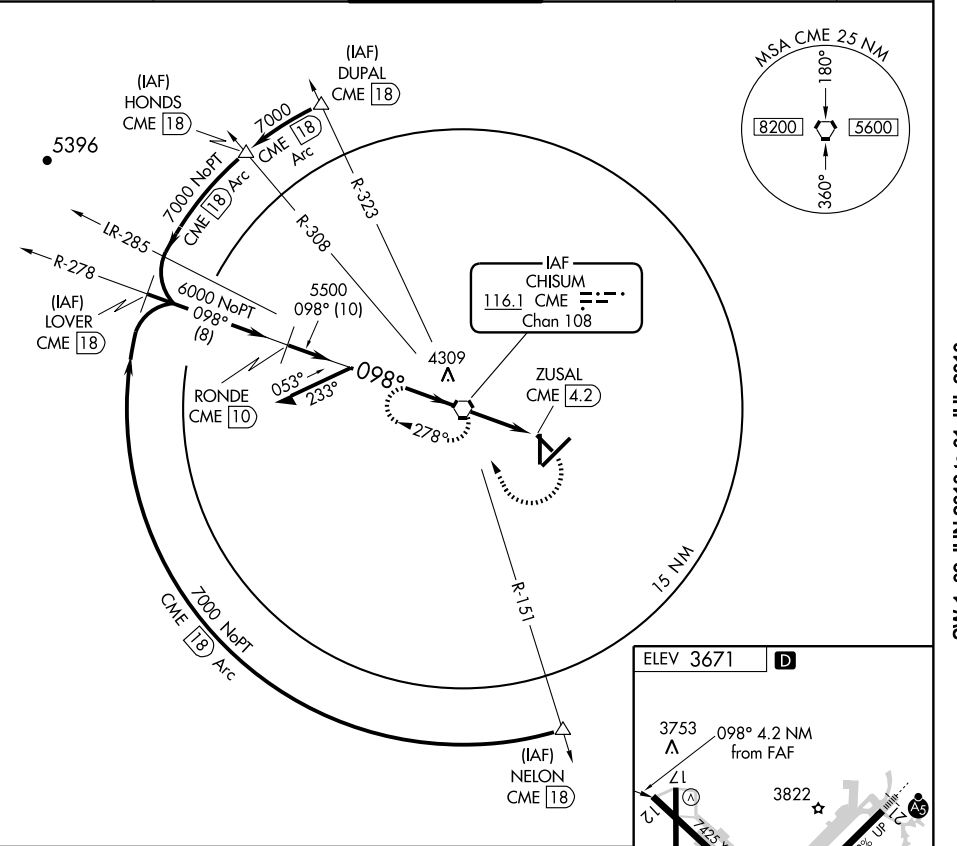 MSA CME 25 NM
180°
8200
5600
360°
(IAF)
DUPAL
CME 18
(IAF)
HONDS
CME 18
7000
CME 18
Arc
5396
7000 NoPT
CME 18 Arc
R-323
R-308
LR-285
R-278
(IAF)
LOVER
CME 18
6000 NoPT
098°
(8)
5500
098° (10)
RONDE
CME 10
053°
233°
098°
278°
IAF
CHISUM
116.1 CME
Chan 108
4309
ZUSAL
CME 4.2
R-151
15 NM
7000 NoPT
CME 18 Arc
(IAF)
NELON
CME 18
ELEV 3671 D
3753
098° 4.2 NM
from FAF
17
V
12
3822
21
A5
7425 X
% UP